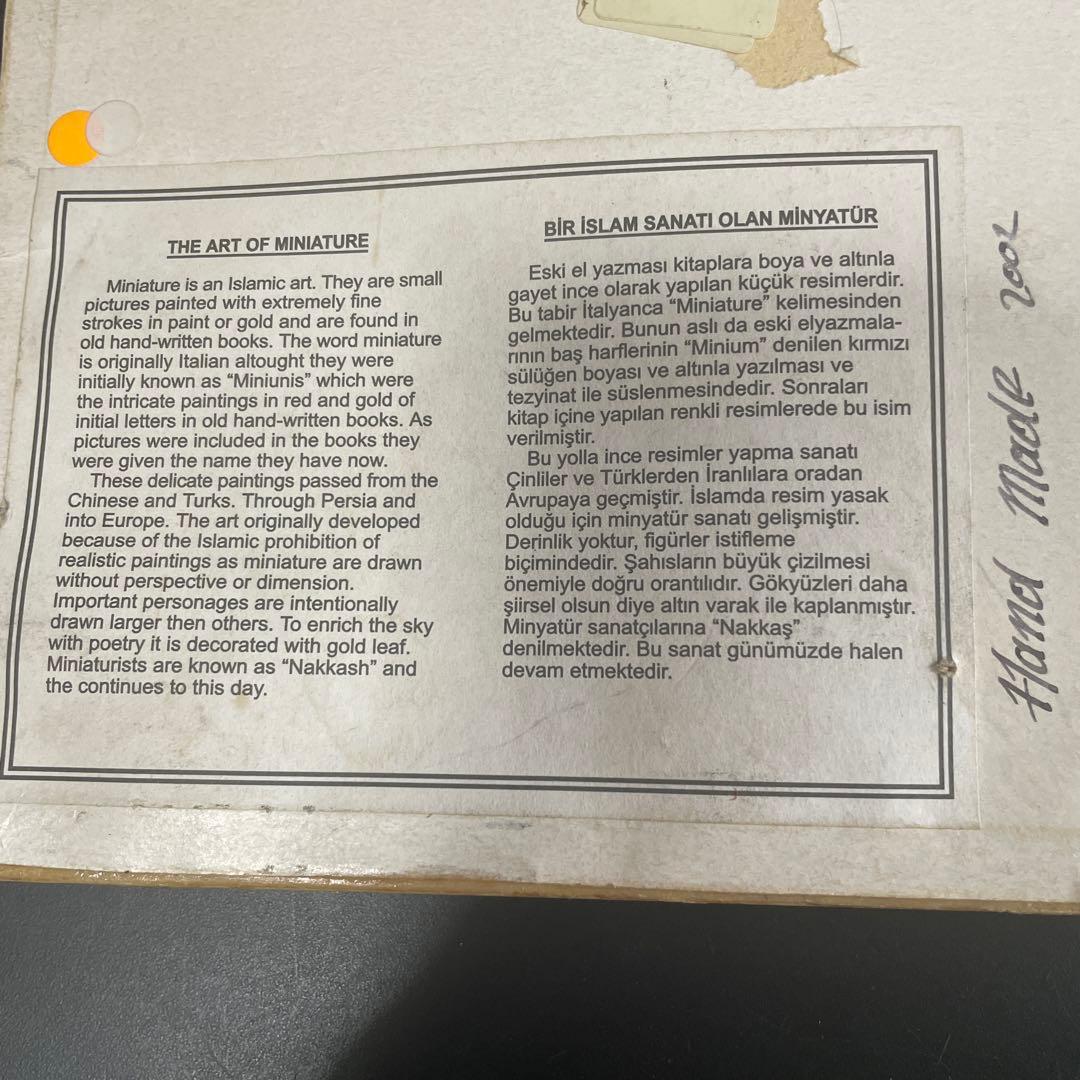 THE ART OF MINIATURE
Miniature is an Islamic art. They are small
pictures painted with extremely fine
strokes in paint or gold and are found in
old hand-written books. The word miniature
is originally Italian altought they were
initially known as “Miniunis” which were
the intricate paintings in red and gold of
initial letters in old hand-written books. As
pictures were included in the books they
were given the name they have now.
These delicate paintings passed from the
Chinese and Turks. Through Persia and
into Europe. The art originally developed
because of the Islamic prohibition of
realistic paintings as miniature are drawn
without perspective or dimension.
Important personages are intentionally
drawn larger then others. To enrich the sky
with poetry it is decorated with gold leaf.
Miniaturists are known as “Nakkash” and
the continues to this day.
BİR İSLAM SANATI OLAN MİNYATÜR
Eski el yazması kitaplara boya ve altınla
gayet ince olarak yapılan küçük resimlerdir.
Bu tabir İtalyanca “Miniature” kelimesinden
gelmektedir. Bunun aslı da eski elyazmala-
rının baş harflerinin “Minium” denilen kırmızı
sülüğen boyası ve altınla yazılması ve
tezyinat ile süslenmesindedir. Sonraları
kitap içine yapılan renkli resimlerede bu isim
verilmiştir.
Bu yolla ince resimler yapma sanatı
Çinliler ve Türklerden İranlılara oradan
Avrupaya geçmiştir. İslamda resim yasak
olduğu için minyatür sanatı gelişmiştir.
Derinlik yoktur, figürler istifleme
biçimindedir. Şahısların büyük çizilmesi
önemiyle doğru orantılıdır. Gökyüzleri daha
şiirsel olsun diye altın varak ile kaplanmıştır.
Minyatür sanatçılarına “Nakkaş”
denilmektedir. Bu sanat günümüzde halen
devam etmektedir.
Hand Made 2002